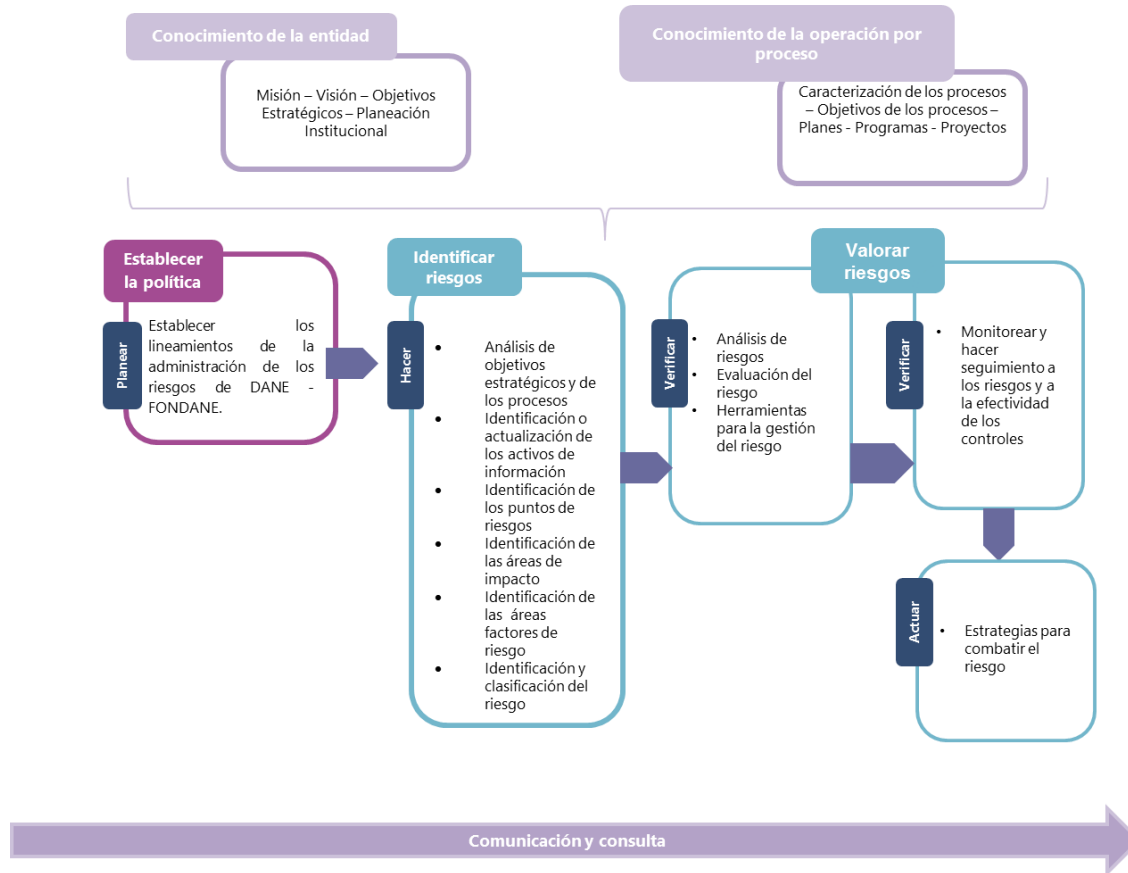 Conocimiento de la entidad
Misión – Visión – Objetivos
Estratégicos – Planeación
Institucional
Conocimiento de la operación por
proceso
Caracterización de los procesos
– Objetivos de los procesos –
Planes - Programas - Proyectos
Establecer
la política
Planear
Establecer los
lineamientos de la
administración de los
riesgos de DANE -
FONDANE.
Identificar
riesgos
Hacer
• Análisis de
objetivos
estratégicos y de
los procesos
• Identificación o
actualización de
los activos de
información
• Identificación de
los puntos de
riesgos
• Identificación de
las áreas de
impacto
• Identificación de
las áreas
factores de
riesgo
• Identificación y
clasificación del
riesgo
Valorar
riesgos
Verificar
• Análisis de
riesgos
• Evaluación del
riesgo
• Herramientas
para la gestión
del riesgo
Verificar
• Monitorear y
hacer
seguimiento a
los riesgos y a
la efectividad
de los
controles
Actuar
• Estrategias para
combatir el
riesgo
Comunicación y consulta